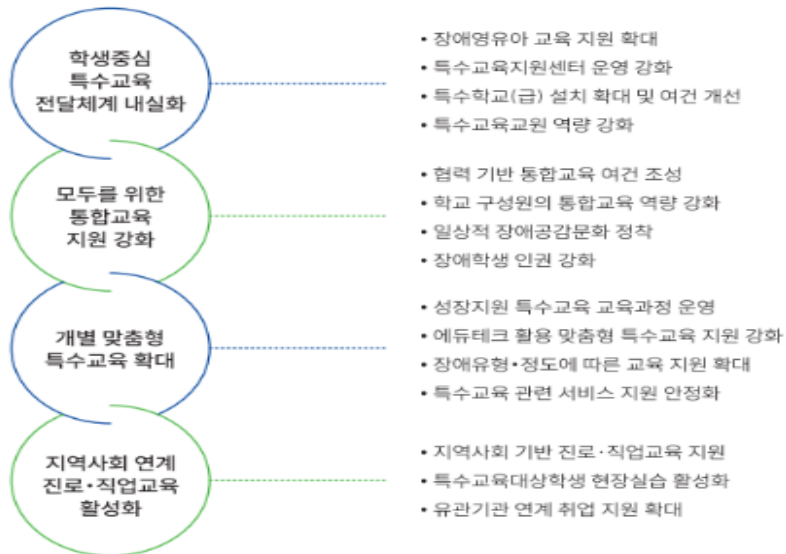 학생중심
특수교육
전달체계 내실화
• 장애영유아 교육 지원 확대
• 특수교육지원센터 운영 강화
• 특수학교(급) 설치 확대 및 여건 개선
• 특수교육교원 역량 강화
모두를 위한
통합교육
지원 강화
• 협력 기반 통합교육 여건 조성
• 학교 구성원의 통합교육 역량 강화
• 일상적 장애공감문화 정착
• 장애학생 인권 강화
개별 맞춤형
특수교육 확대
• 성장지원 특수교육 교육과정 운영
• 에듀테크 활용 맞춤형 특수교육 지원 강화
• 장애유형•정도에 따른 교육 지원 확대
• 특수교육 관련 서비스 지원 안정화
지역사회 연계
진로•직업교육
활성화
• 지역사회 기반 진로·직업교육 지원
• 특수교육대상학생 현장실습 활성화
• 유관기관 연계 취업 지원 확대